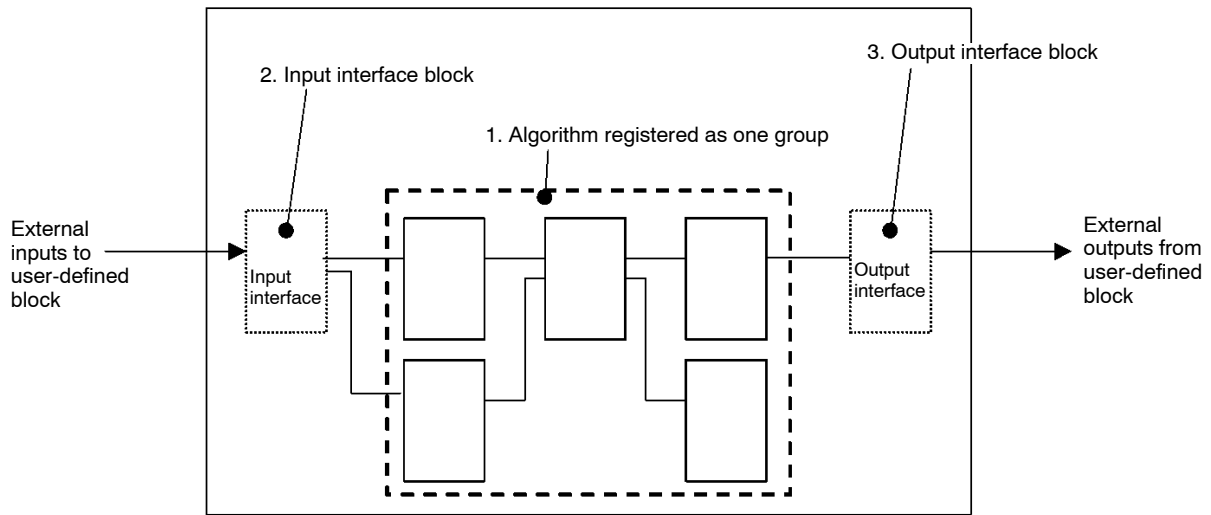 3. Output interface block
2. Input interface block
1. Algorithm registered as one group
External
inputs to
user-defined
block
Input
interface
Output
interface
External
outputs from
user-defined
block